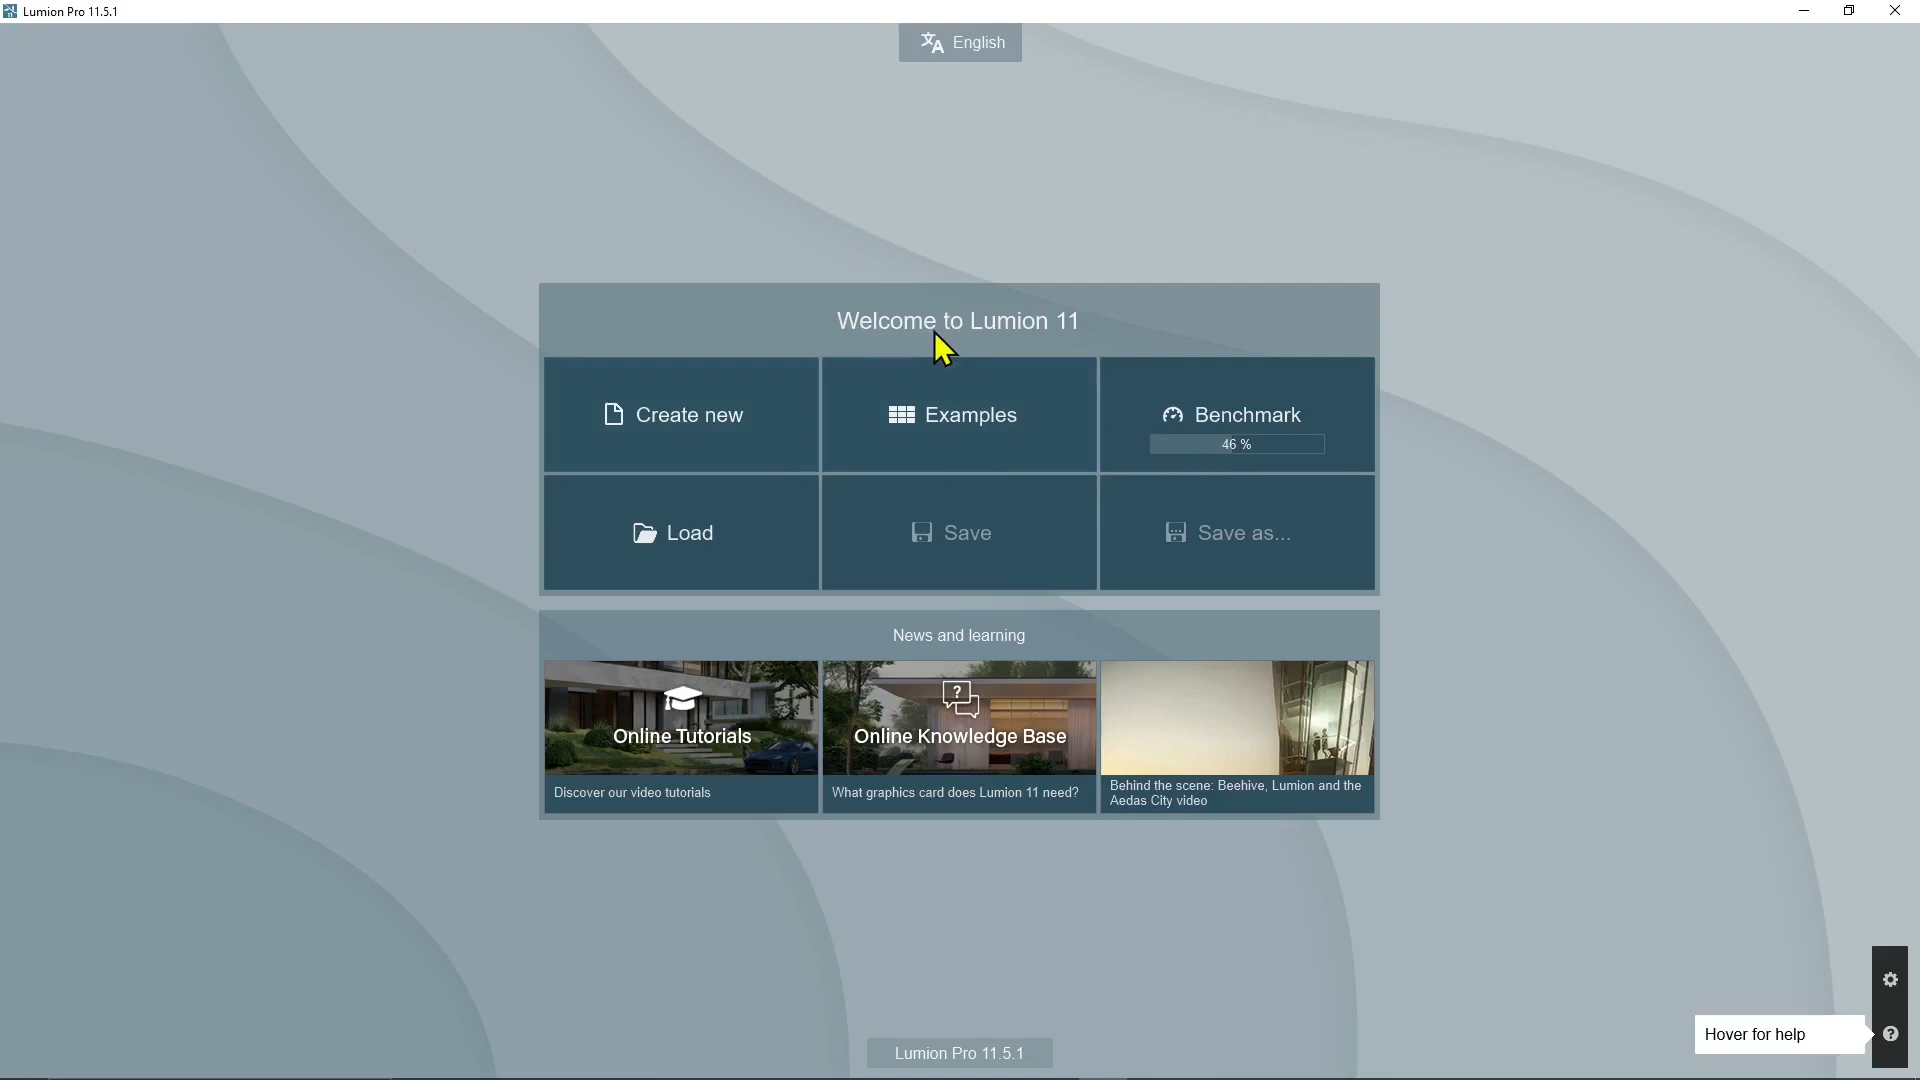 Lumion Pro 11.5.1
English
Welcome to Lumion 11
Create new
Examples
Benchmark
46 %
Load
Save
Save as...
News and learning
Online Tutorials
Discover our video tutorials
Online Knowledge Base
What graphics card does Lumion 11 need?
Behind the scene: Beehive, Lumion and the
Aedas City video
Hover for help
Lumion Pro 11.5.1